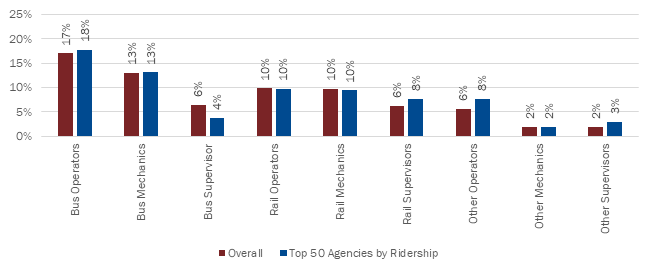 25%
20%
15%
10%
5%
0%
17%
18%
13%
13%
6%
4%
10%
10%
10%
10%
6%
8%
6%
8%
2%
2%
2%
3%
Bus Operators
Bus Mechanics
Bus Supervisor
Rail Operators
Rail Mechanics
Rail Supervisors
Other Operators
Other Mechanics
Other Supervisors
Overall
Top 50 Agencies by Ridership